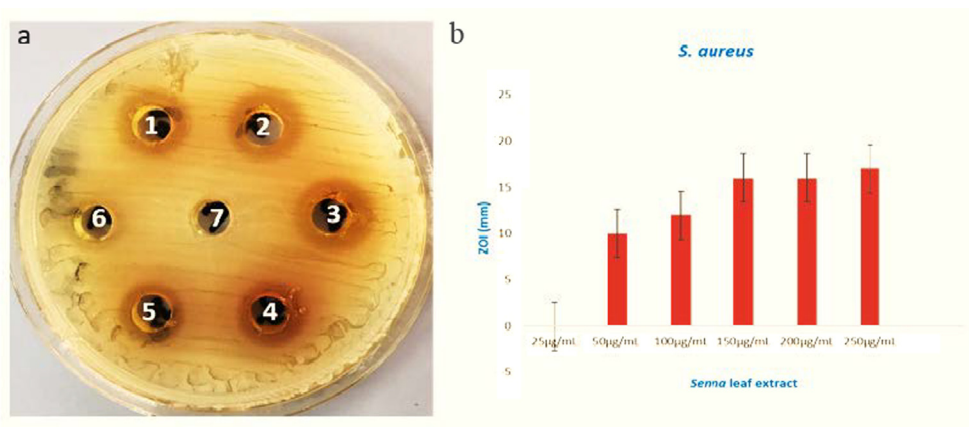 a
1 2
6 7 3
5 4
b
S. aureus
25
20
15
10
5
0
5
ZOI (mm)
25µg/mL 50µg/mL 100µg/mL 150µg/mL 200µg/mL 250µg/mL
Senna leaf extract